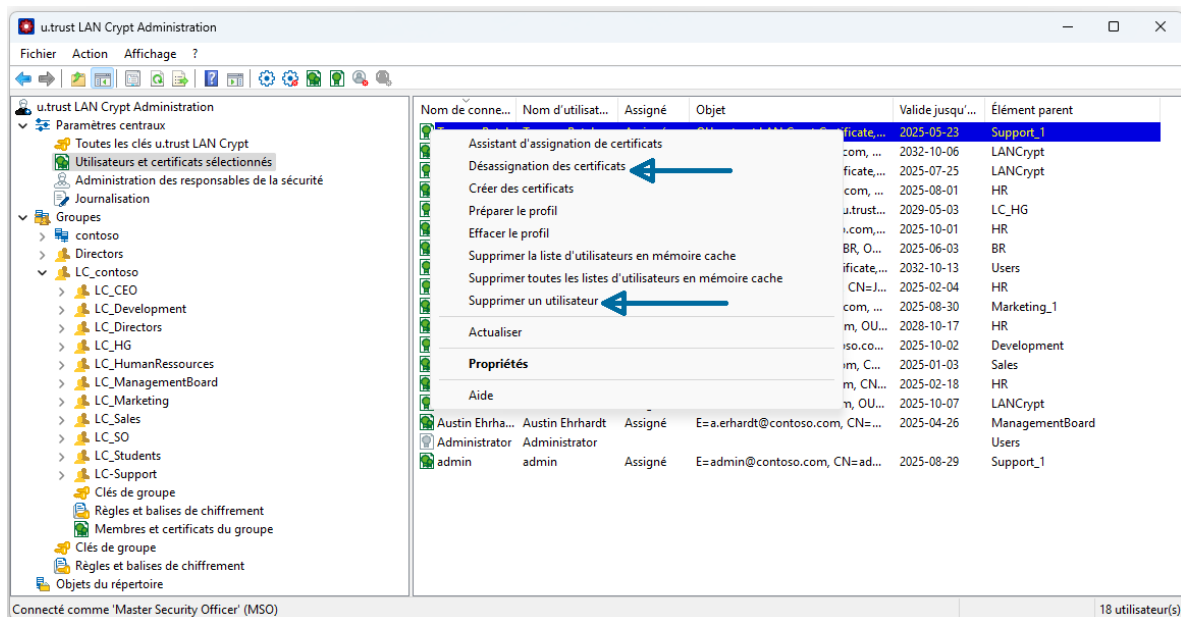 u.trust LAN Crypt Administration
Fichier Action Affichage ?
u.trust LAN Crypt Administration
Paramètres centraux
Toutes les clés u.trust LAN Crypt
Utilisateurs et certificats sélectionnés
Administration des responsables de la sécurité
Journalisation
Groupes
contoso
Directors
LC_contoso
LC_CEO
LC_Development
LC_Directors
LC_HG
LC_HumanRessources
LC_ManagementBoard
LC_Marketing
LC_Sales
LC_SO
LC_Students
LC-Support
Clés de groupe
Règles et balises de chiffrement
Membres et certificats du groupe
Clés de groupe
Règles et balises de chiffrement
Objets du répertoire
Nom de conne... Nom d'utilisat... Assigné Objet Valide jusqu'... Élément parent
2025-05-23 Support_1
com, ... 2032-10-06 LANCrypt
ficate,... 2025-07-25 LANCrypt
com, ... 2025-08-01 HR
u.trust... 2029-05-03 LC_HG
.com,... 2025-10-01 HR
BR, O... 2025-06-03 BR
ificate,... 2032-10-13 Users
CN=J... 2025-02-04 HR
com, ... 2025-08-30 Marketing_1
m, OU... 2028-10-17 HR
so.co... 2025-10-02 Development
m, C... 2025-01-03 Sales
m, CN... 2025-02-18 HR
m, OU... 2025-10-07 LANCrypt
Austin Ehrha... Austin Ehrhardt Assigné E=a.erhardt@contoso.com, CN=... 2025-04-26 ManagementBoard
Administrator Administrator Users
admin admin Assigné E=admin@contoso.com, CN=ad... 2025-08-29 Support_1
Assistant d'assignation de certificats
Désassignation des certificats
Créer des certificats
Préparer le profil
Effacer le profil
Supprimer la liste d'utilisateurs en mémoire cache
Supprimer toutes les listes d'utilisateurs en mémoire cache
Supprimer un utilisateur
Actualiser
Propriétés
Aide
Connecté comme 'Master Security Officer' (MSO) 18 utilisateur(s)